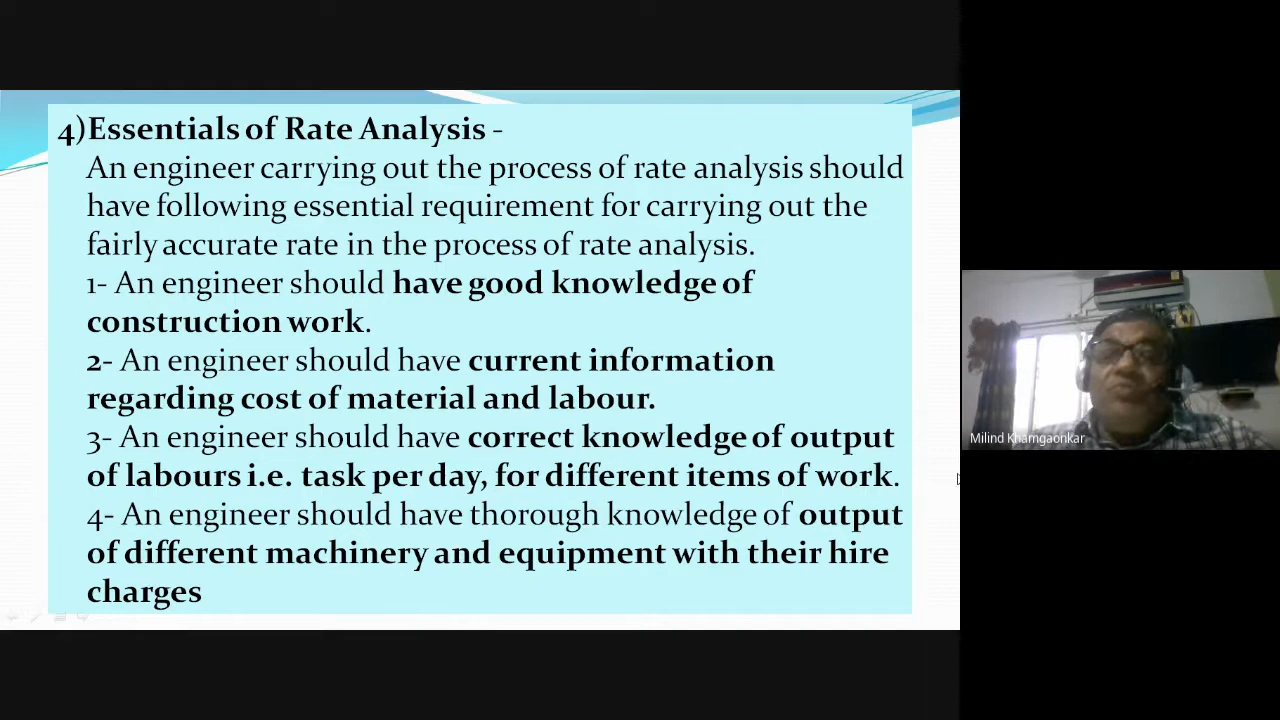 4)Essentials of Rate Analysis -
An engineer carrying out the process of rate analysis should
have following essential requirement for carrying out the
fairly accurate rate in the process of rate analysis.
1- An engineer should have good knowledge of
construction work.
2- An engineer should have current information
regarding cost of material and labour.
3- An engineer should have correct knowledge of output
of labours i.e. task per day, for different items of work.
4- An engineer should have thorough knowledge of output
of different machinery and equipment with their hire
charges
Milind Khamgaonkar